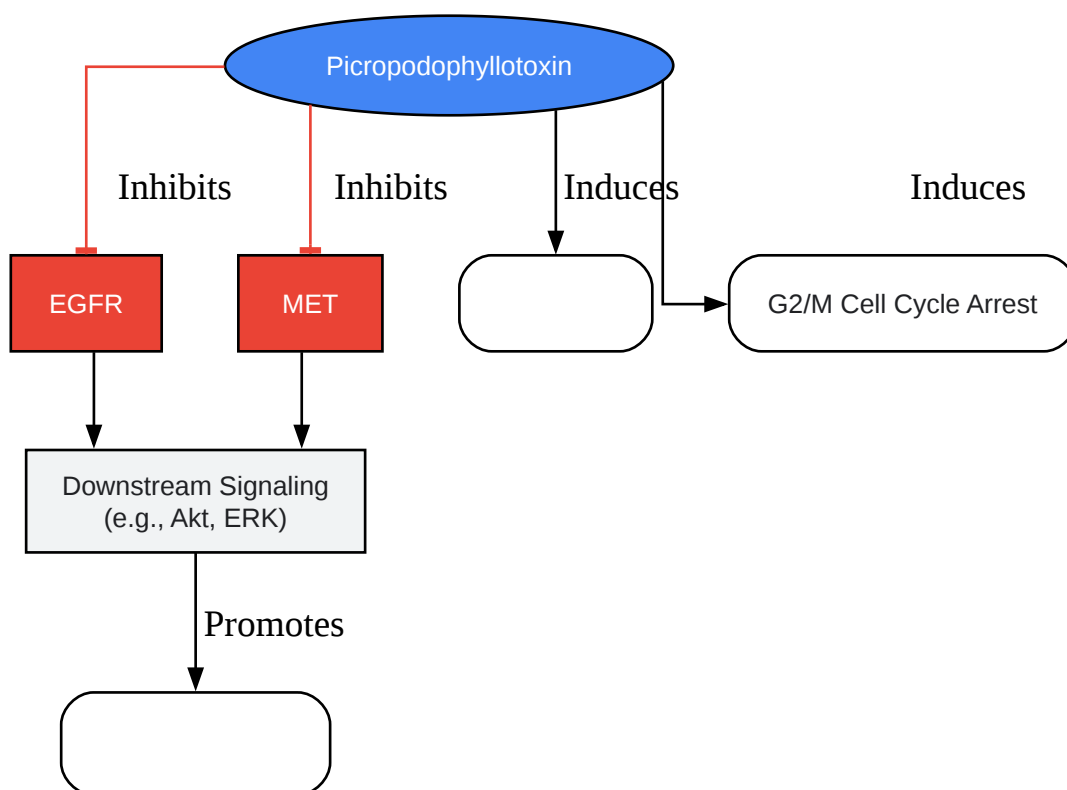 Picropodophyllotoxin
Inhibits
Inhibits
Induces
Induces
EGFR
MET
G2/M Cell Cycle Arrest
Downstream Signaling
(e.g., Akt, ERK)
Promotes